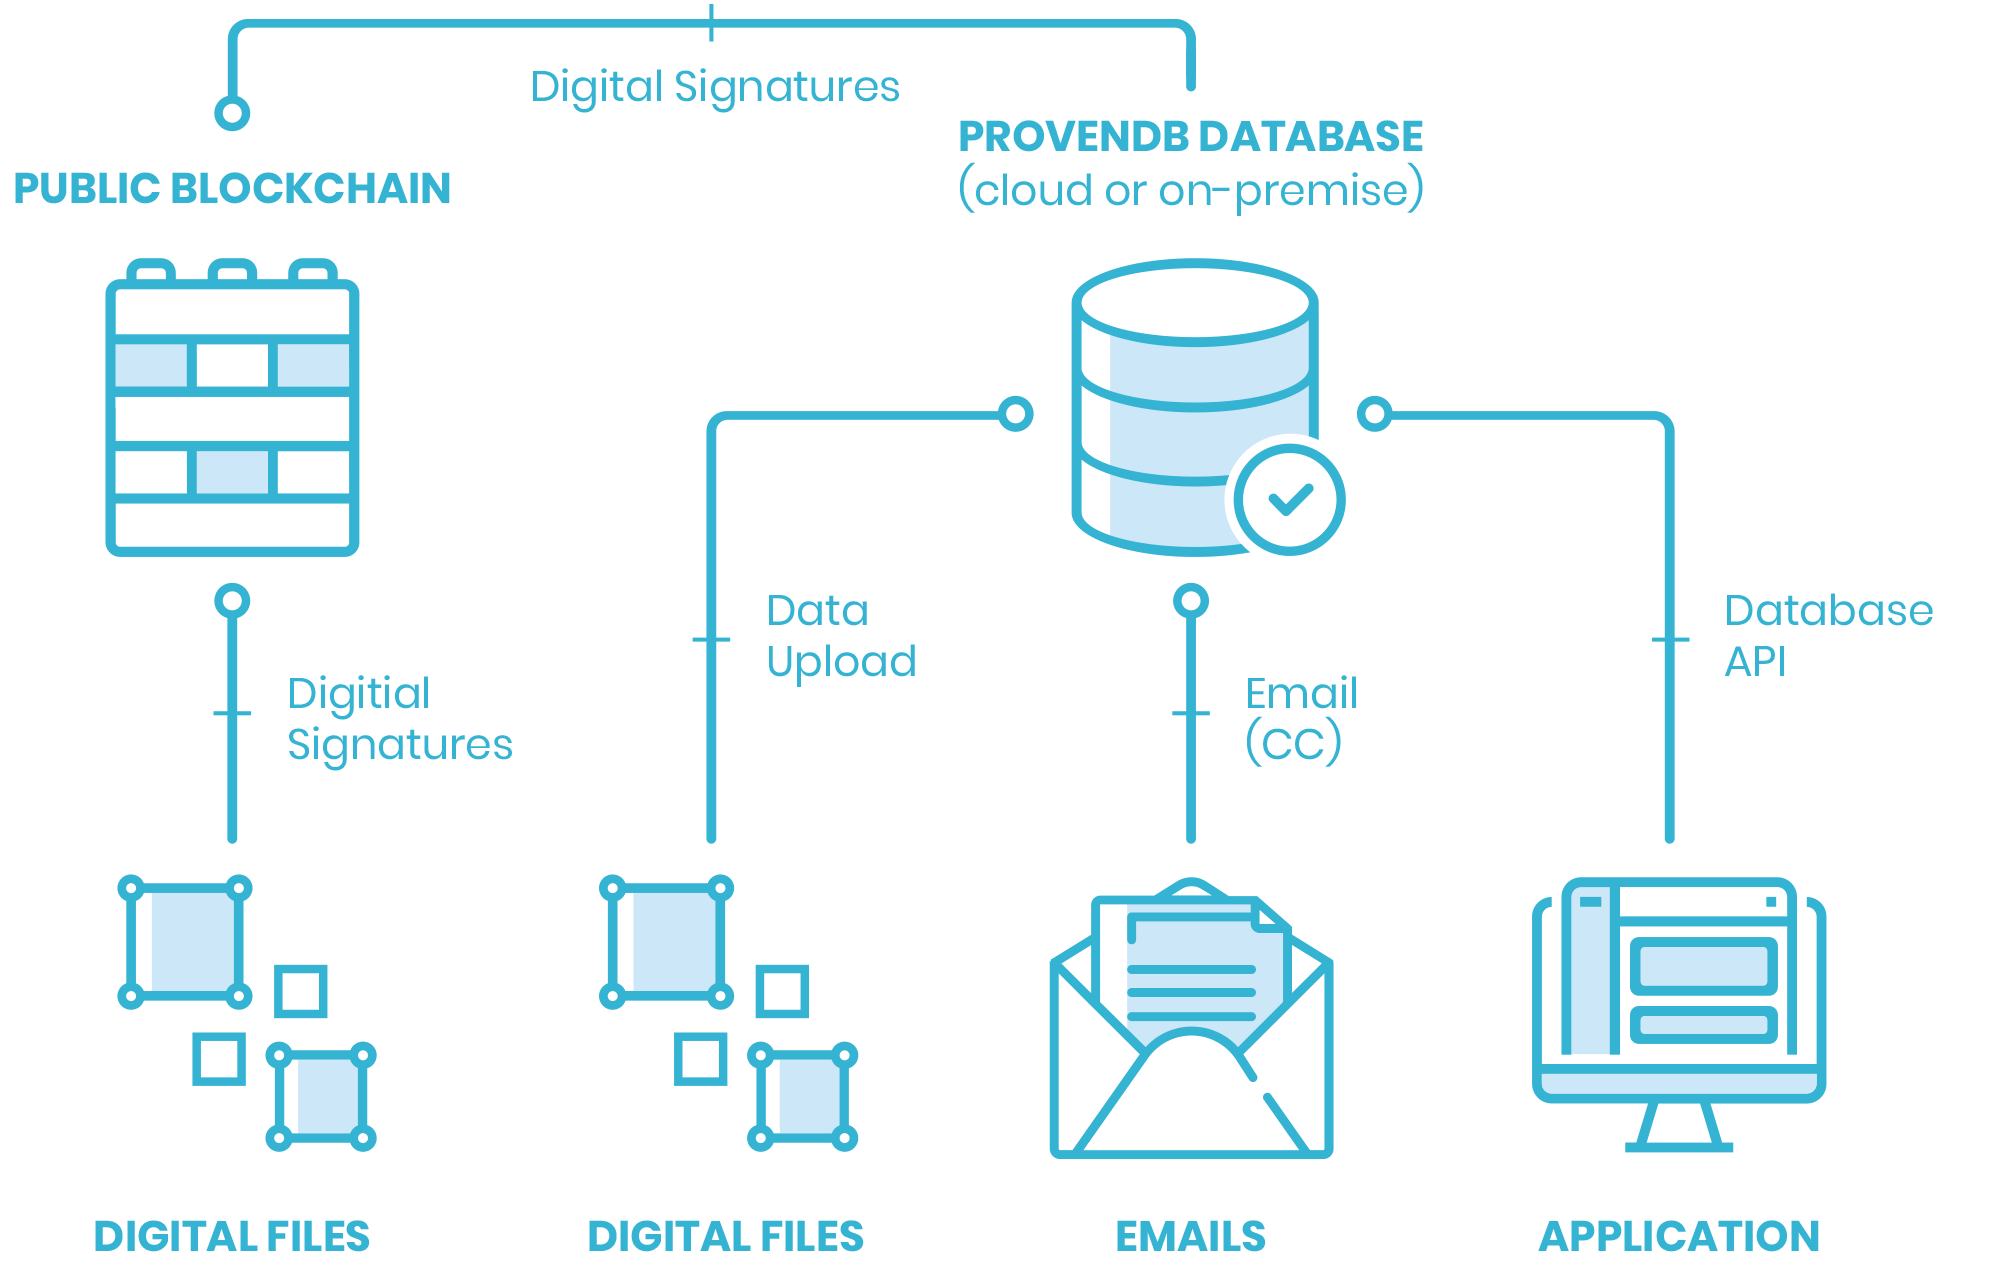 Digital Signatures
PROVENDB DATABASE
(cloud or on-premise)
PUBLIC BLOCKCHAIN
Data
Upload
Database
API
Digitial
Signatures
Email
(CC)
DIGITAL FILES
DIGITAL FILES
EMAILS
APPLICATION